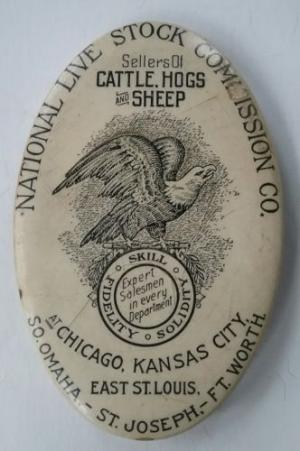 NATIONAL LIVE STOCK COMMISSION CO.
Sellers Of
CATTLE, HOGS
AND SHEEP
SKILL
FIDELITY
SOLIDITY
Expert
Salesmen
in every
Department
AT CHICAGO, KANSAS CITY,
EAST ST. LOUIS,
SO. OMAHA, - ST. JOSEPH, - FT. WORTH.